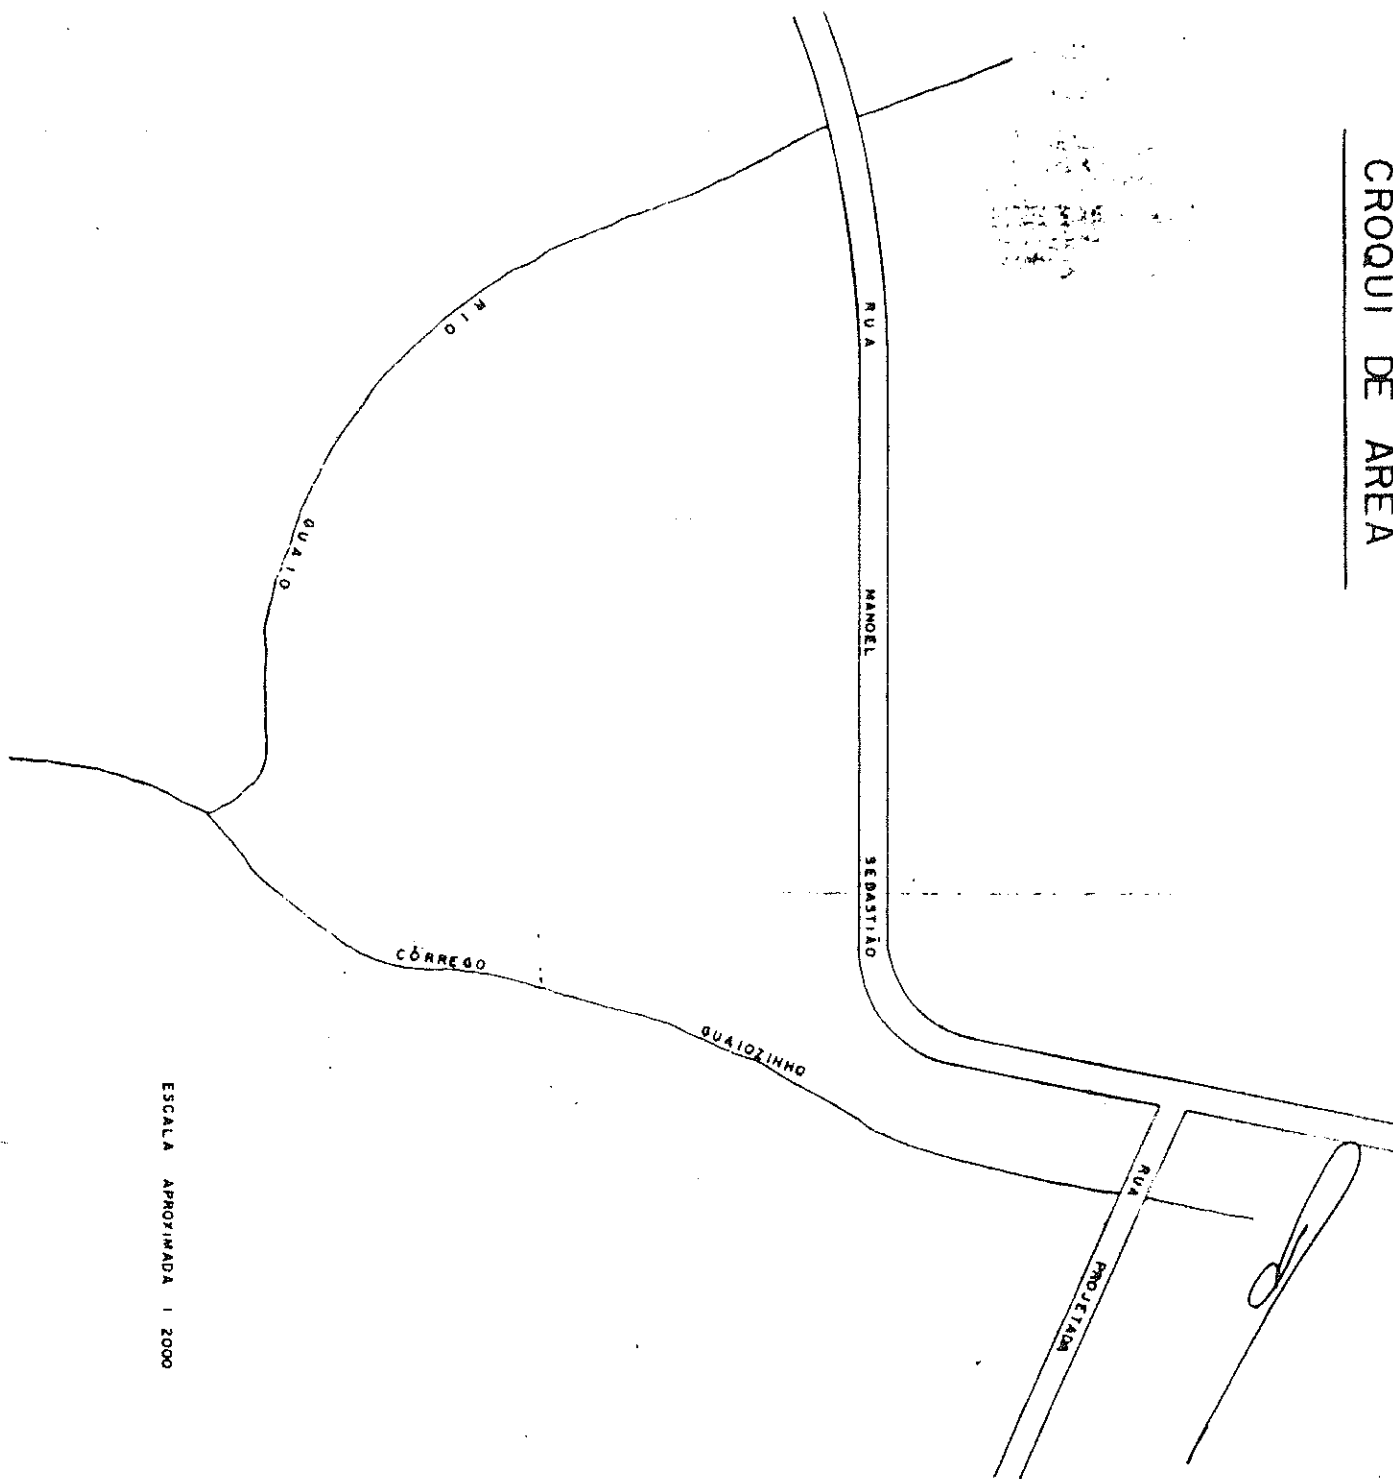 CROQUI DE AREA
RUA MANOEL SEBASTIÃO
RIO GUAIO
CÓRREGO GUAIOZINHO
RUA PROJETADA
ESCALA APROXIMADA 1 2000